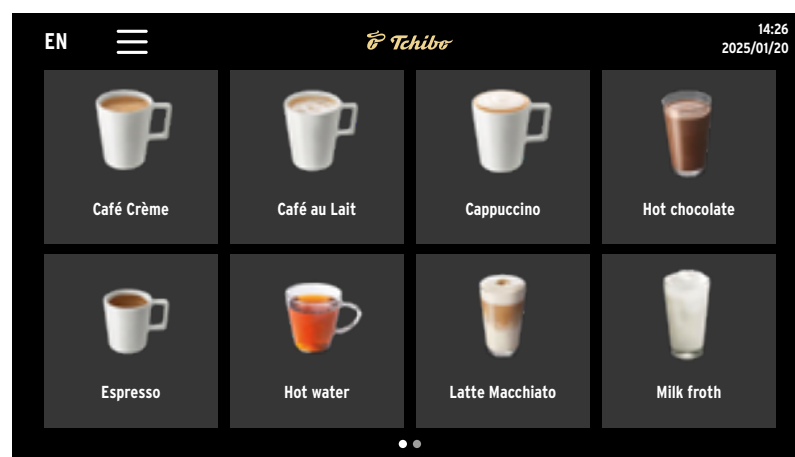 EN
Tchibo
14:26
2025/01/20
Café Crème
Café au Lait
Cappuccino
Hot chocolate
Espresso
Hot water
Latte Macchiato
Milk froth